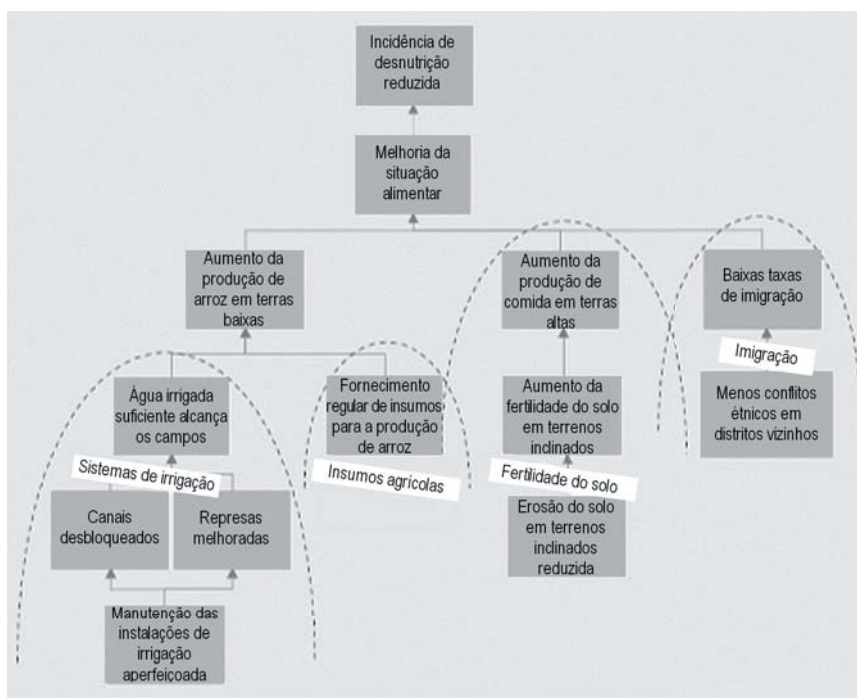 Incidência de
desnutrição
reduzida
Melhoria da
situação
alimentar
Aumento da
produção de
arroz em terras
baixas
Aumento da
produção de
comida em terras
altas
Baixas taxas
de imigração
Imigração
Água irrigada
suficiente alcança
os campos
Fornecimento
regular de insumos
para a produção
de arroz
Aumento da
fertilidade do solo
em terrenos
inclinados
Menos conflitos
étnicos em
distritos vizinhos
Sistemas de irrigação
Insumos agrícolas
Fertilidade do solo
Canais
desbloqueados
Represas
melhoradas
Erosão do solo
em terrenos
inclinados
reduzida
Manutenção das
instalações de
irrigação
aperfeiçoada